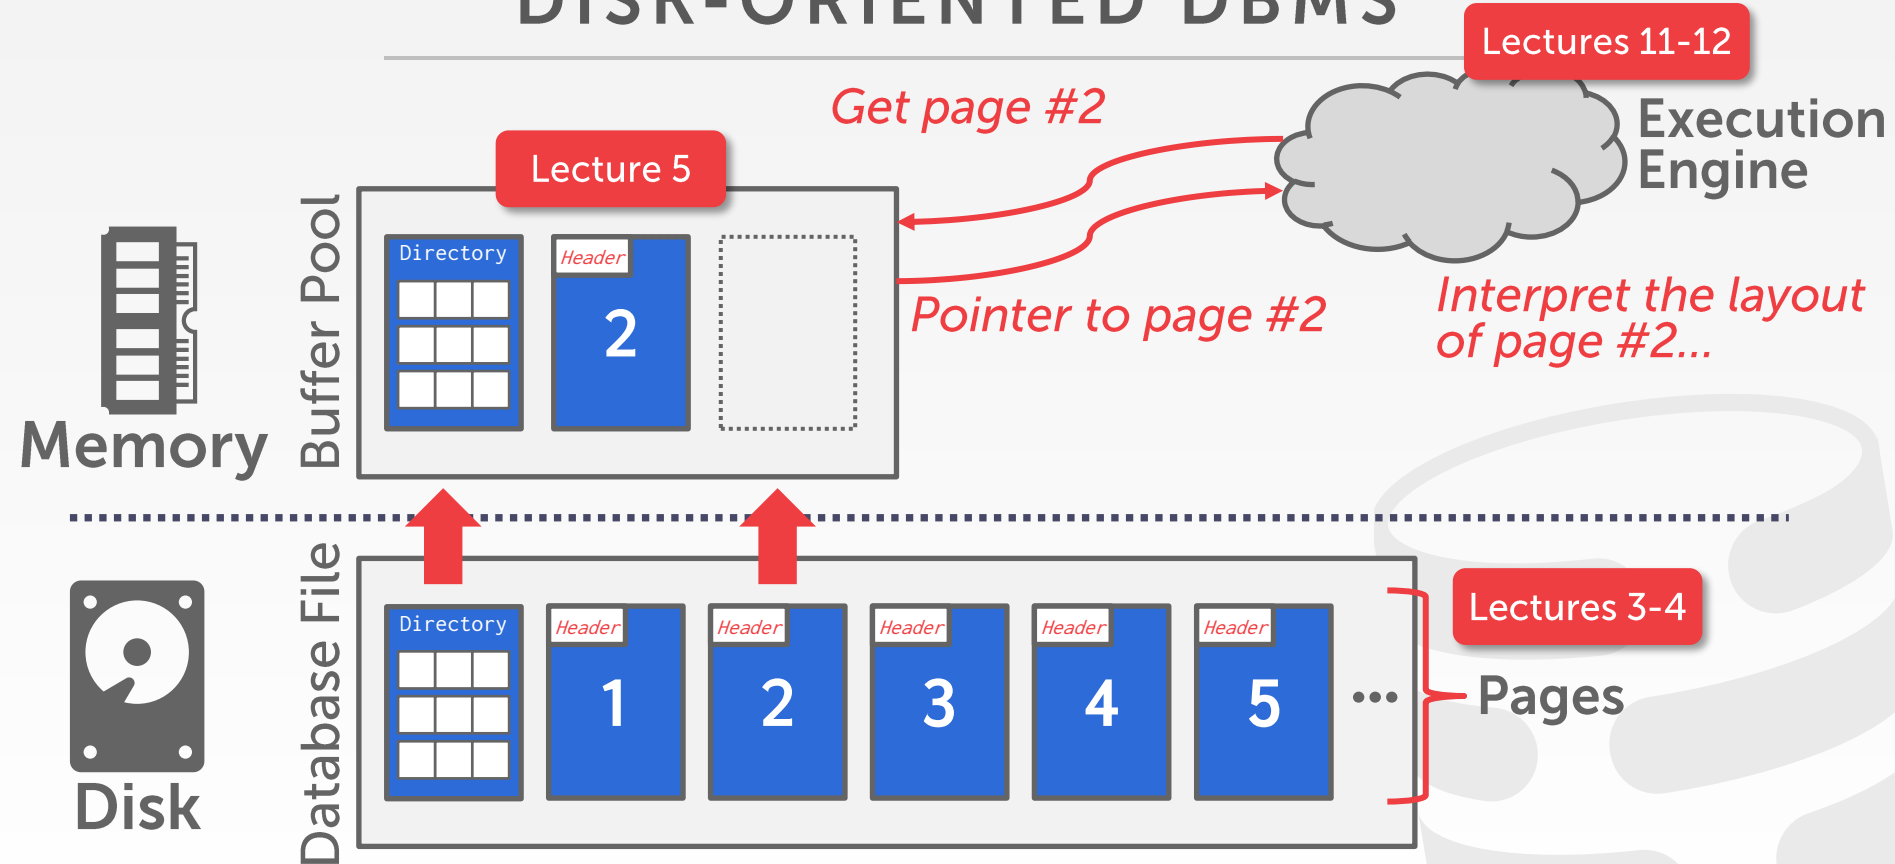 DISK-ORIENTED DBMS
Lectures 11-12
Get page #2
Execution
Engine
Lecture 5
Buffer Pool
Directory
Header
2
Pointer to page #2
Interpret the layout
of page #2...
Memory
Database File
Directory
Header
1
Header
2
Header
3
Header
4
Header
5
...
Lectures 3-4
Pages
Disk